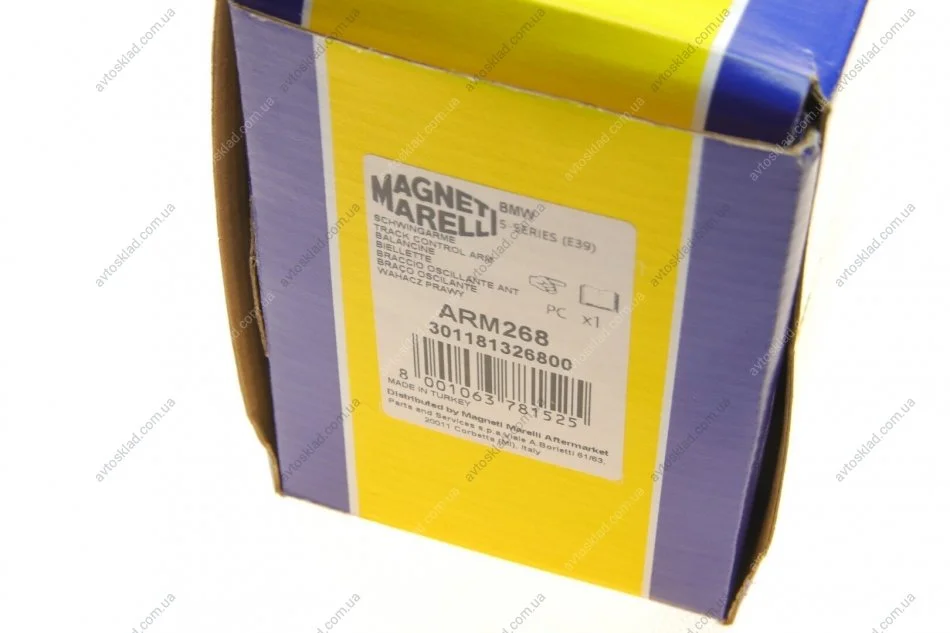 MAGNETI
MARELLI
BMW
5 SERIES (E39)
SCHWINGARME
TRACK CONTROL ARM
BALANCINE
BIELLETTE
BRACCIO OSCILLANTE ANT
BRAÇO OSCILANTE
WAHACZ PRAWY
PC x1
ARM268
301181326800
8 001063 781525
MADE IN TURKEY
Distributed by Magneti Marelli Aftermarket
Parts and Services s.p.a. Viale A.Borletti 61/63,
20011 Corbetta (MI), Italy
avtosklad.com.ua